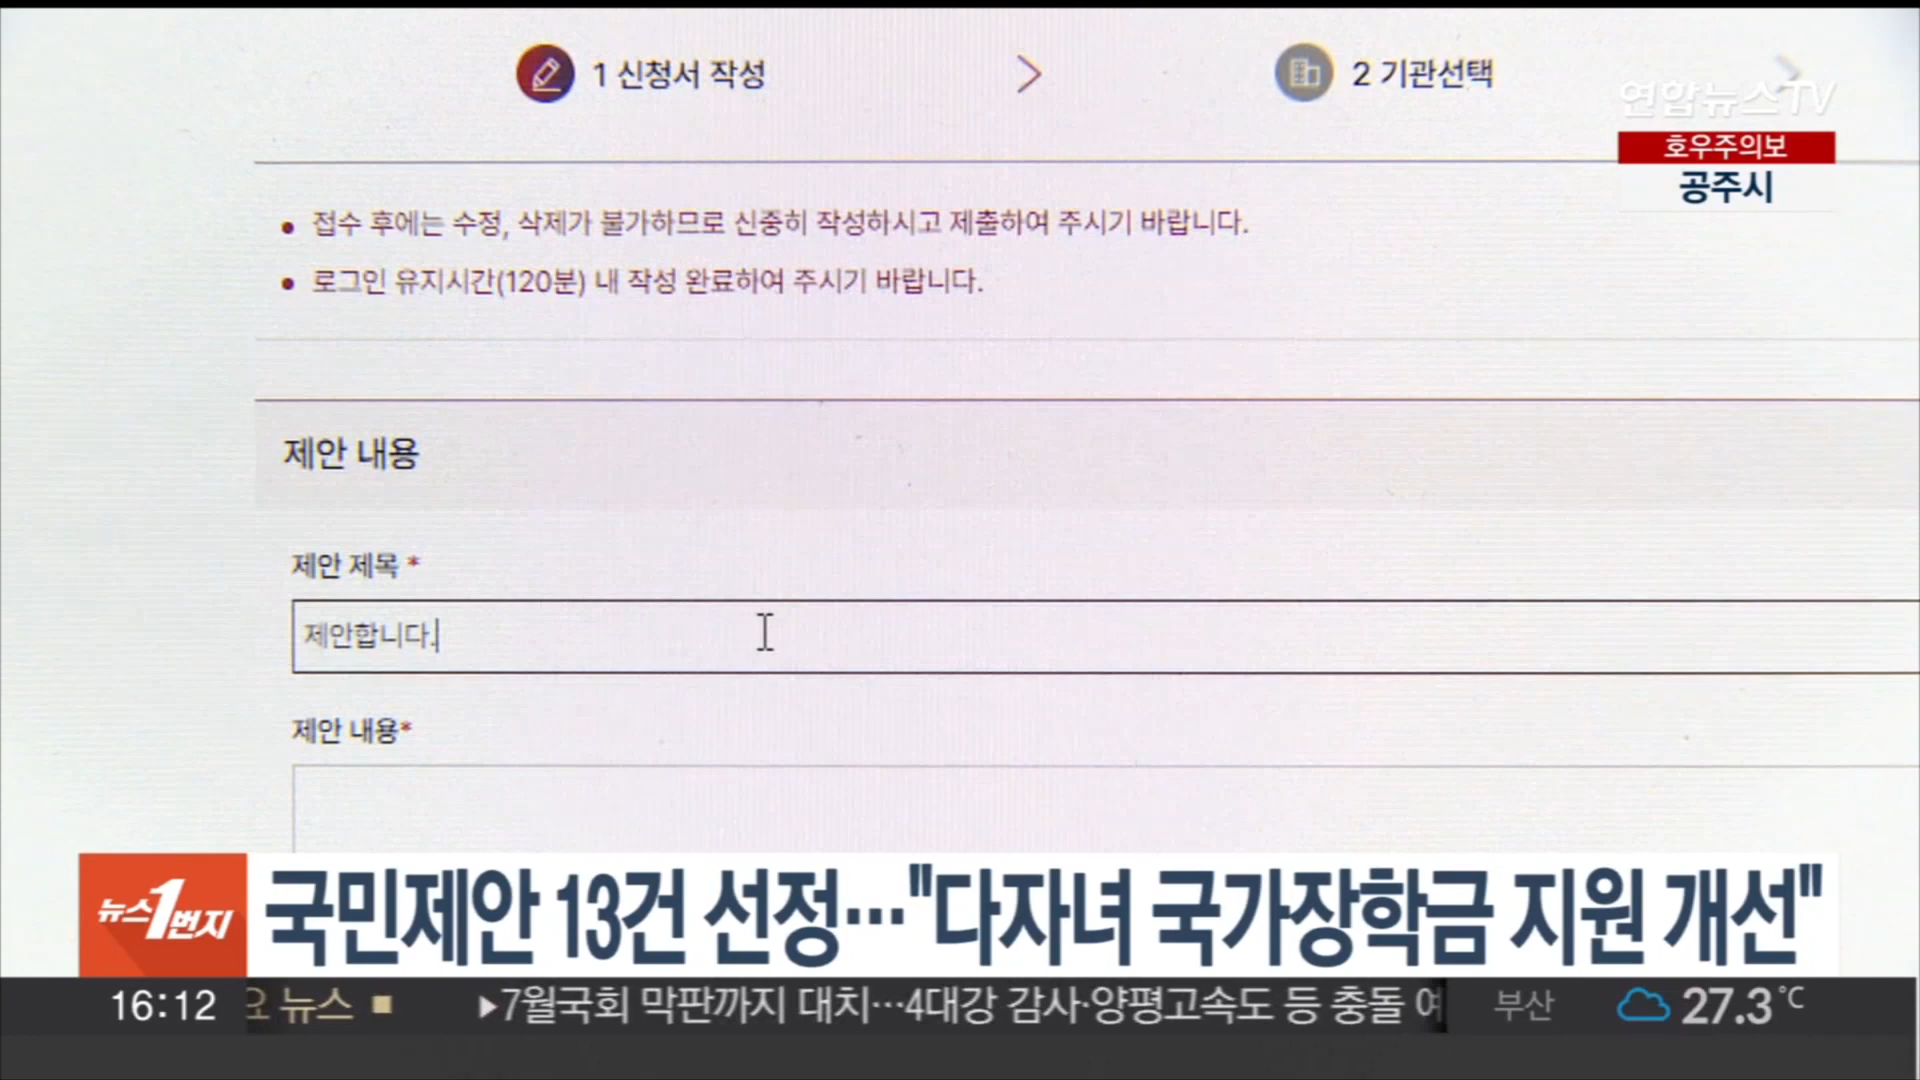 1 신청서 작성
2 기관선택
연합뉴스TV
호우주의보
공주시
접수 후에는 수정, 삭제가 불가하므로 신중히 작성하시고 제출하여 주시기 바랍니다.
로그인 유지시간(120분) 내 작성 완료하여 주시기 바랍니다.
제안 내용
제안 제목 *
제안합니다.
제안 내용*
뉴스1번지
국민제안 13건 선정…"다자녀 국가장학금 지원 개선"
16:12 뉴스 ■ ▶7월국회 막판까지 대치…4대강 감사·양평고속도 등 충돌 부산 27.3℃